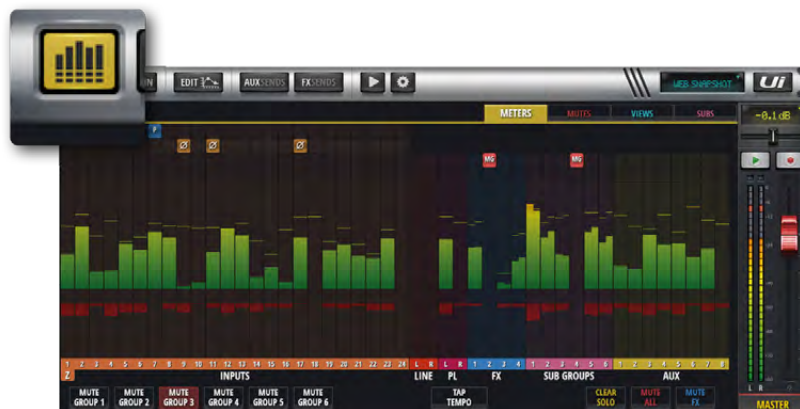 ON EDIT AUX SENDS FX SENDS WEB SNAPSHOT Ui
METERS MUTES VIEWS SUBS -0.1dB
P
Ø Ø Ø
MG MG
1 2 3 4 5 6 7 8 9 10 11 12 13 14 15 16 17 18 19 20 21 22 23 24 L R L R 1 2 3 4 1 2 3 4 5 6 1 2 3 4 5 6 7 8
Z INPUTS LINE PL FX SUB GROUPS AUX
MUTE GROUP 1
MUTE GROUP 2
MUTE GROUP 3
MUTE GROUP 4
MUTE GROUP 5
MUTE GROUP 6
TAP TEMPO
CLEAR SOLO
MUTE ALL
MUTE FX
MASTER